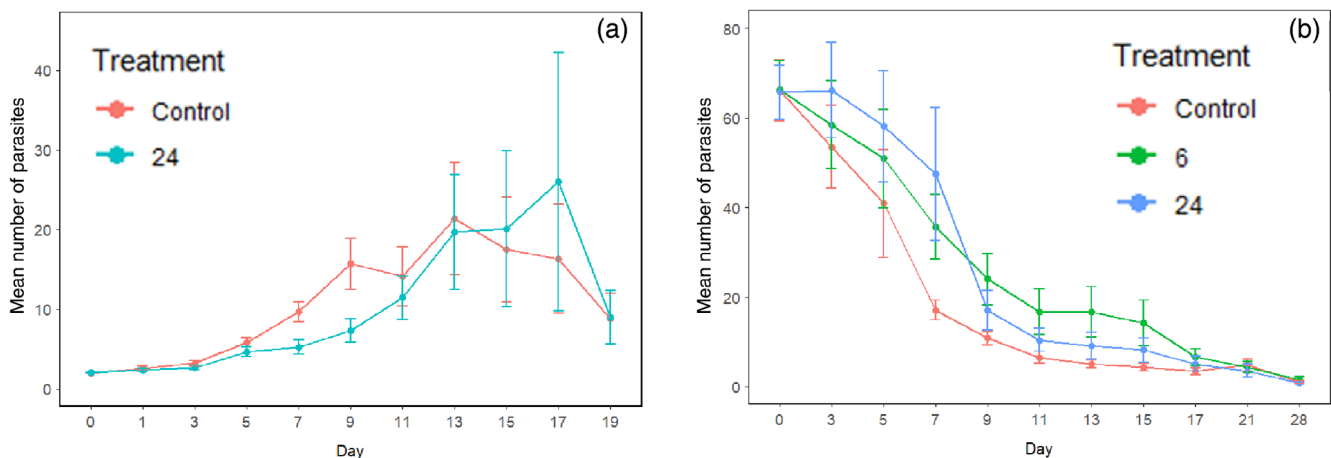 (a)
Treatment
Control
24
Mean number of parasites
40
30
20
10
0
0 1 3 5 7 9 11 13 15 17 19
Day
(b)
Treatment
Control
6
24
Mean number of parasites
80
60
40
20
0
0 3 5 7 9 11 13 15 17 21 28
Day